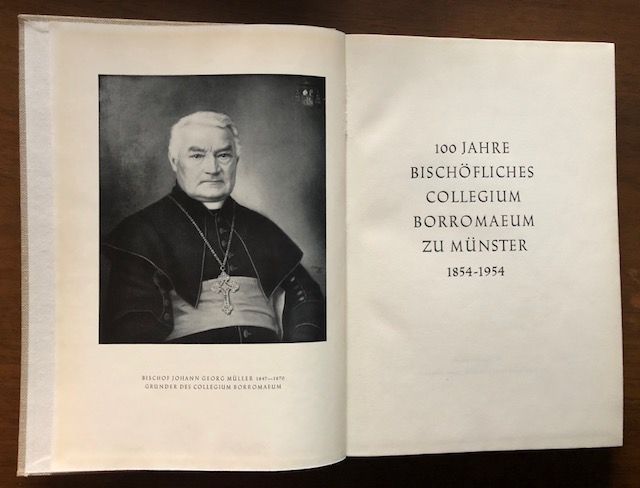 BISCHOF JOHANN GEORG MÜLLER 1847—1870
GRÜNDER DES COLLEGIUM BORROMAEUM
100 JAHRE
BISCHÖFLICHES
COLLEGIUM
BORROMAEUM
ZU MÜNSTER
1854-1954